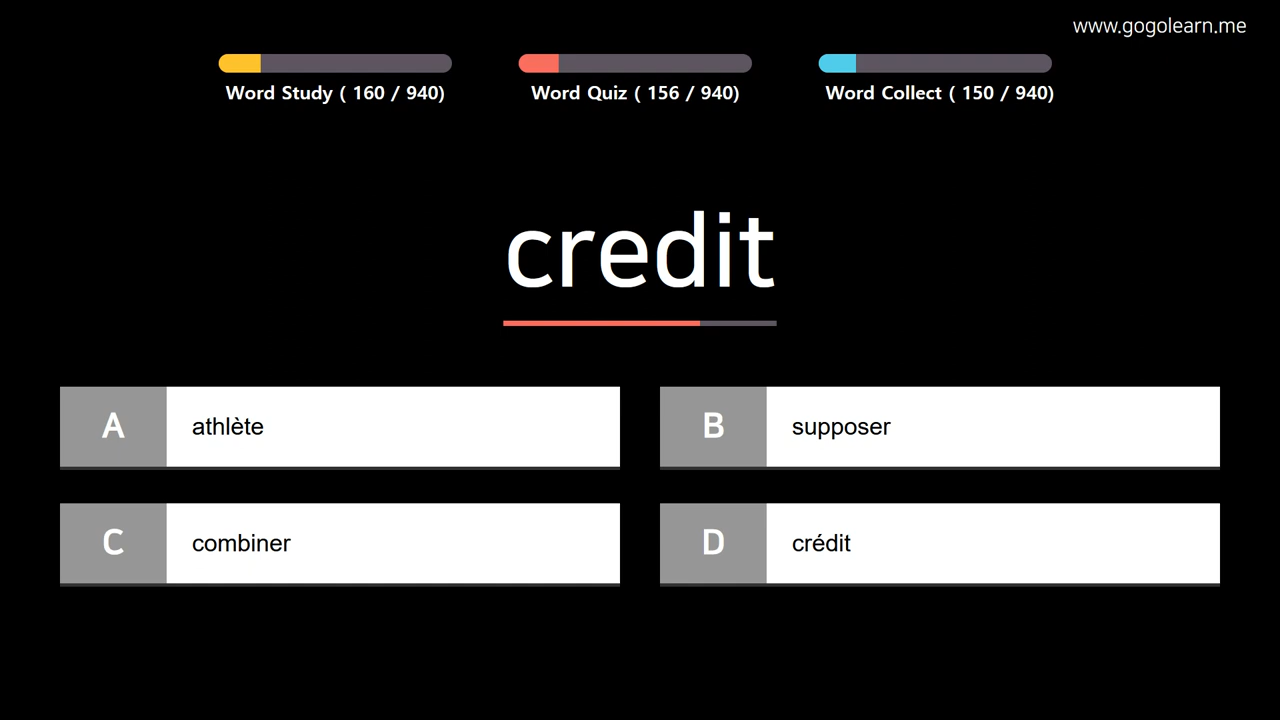 www.gogolearn.me
Word Study ( 160 / 940)
Word Quiz ( 156 / 940)
Word Collect ( 150 / 940)
credit
A athlète
B supposer
C combiner
D crédit